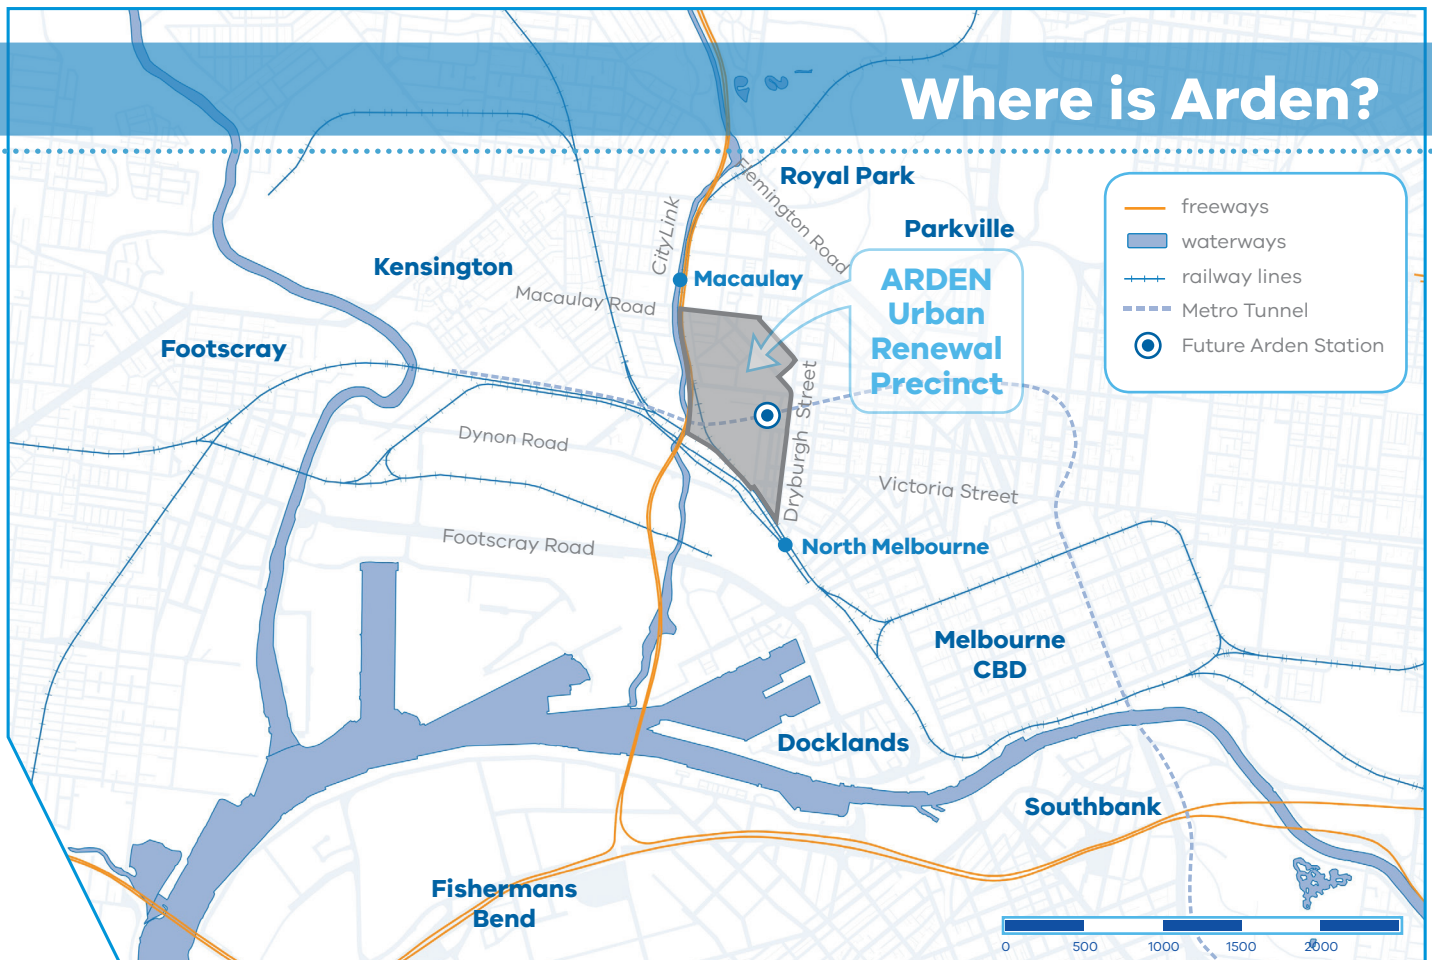 Where is Arden?
Royal Park
Flemington Road
Parkville
CityLink
Kensington
Macaulay
Macaulay Road
ARDEN
Urban
Renewal
Precinct
freeways
waterways
railway lines
Metro Tunnel
Future Arden Station
Footscray
Dryburgh Street
Dynon Road
Victoria Street
Footscray Road
North Melbourne
Melbourne
CBD
Docklands
Southbank
Fishermans
Bend
0 500 1000 1500 2000